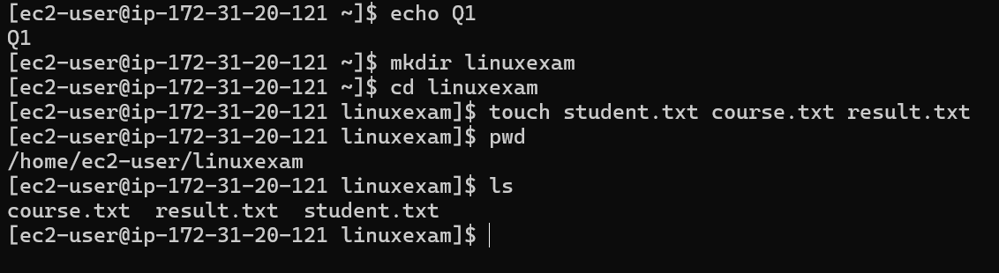 [ec2-user@ip-172-31-20-121 ~]$ echo Q1
Q1
[ec2-user@ip-172-31-20-121 ~]$ mkdir linuxexam
[ec2-user@ip-172-31-20-121 ~]$ cd linuxexam
[ec2-user@ip-172-31-20-121 linuxexam]$ touch student.txt course.txt result.txt
[ec2-user@ip-172-31-20-121 linuxexam]$ pwd
/home/ec2-user/linuxexam
[ec2-user@ip-172-31-20-121 linuxexam]$ ls
course.txt  result.txt  student.txt
[ec2-user@ip-172-31-20-121 linuxexam]$